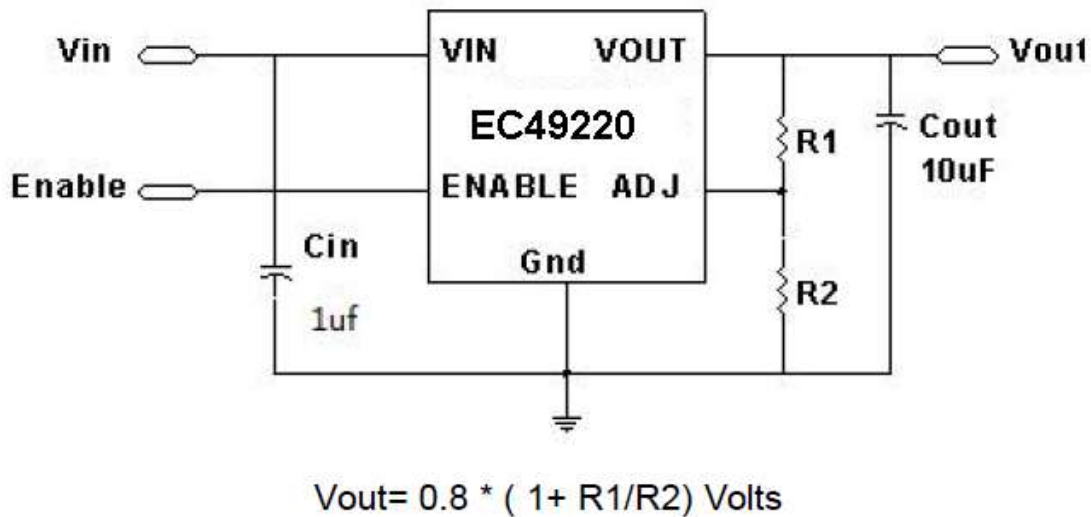 Vin
VIN
VOUT
Vout
EC49220
R1
Cout
10uF
Enable
ENABLE
ADJ
Cin
Gnd
R2
1uf
Vout= 0.8 * ( 1+ R1/R2) Volts